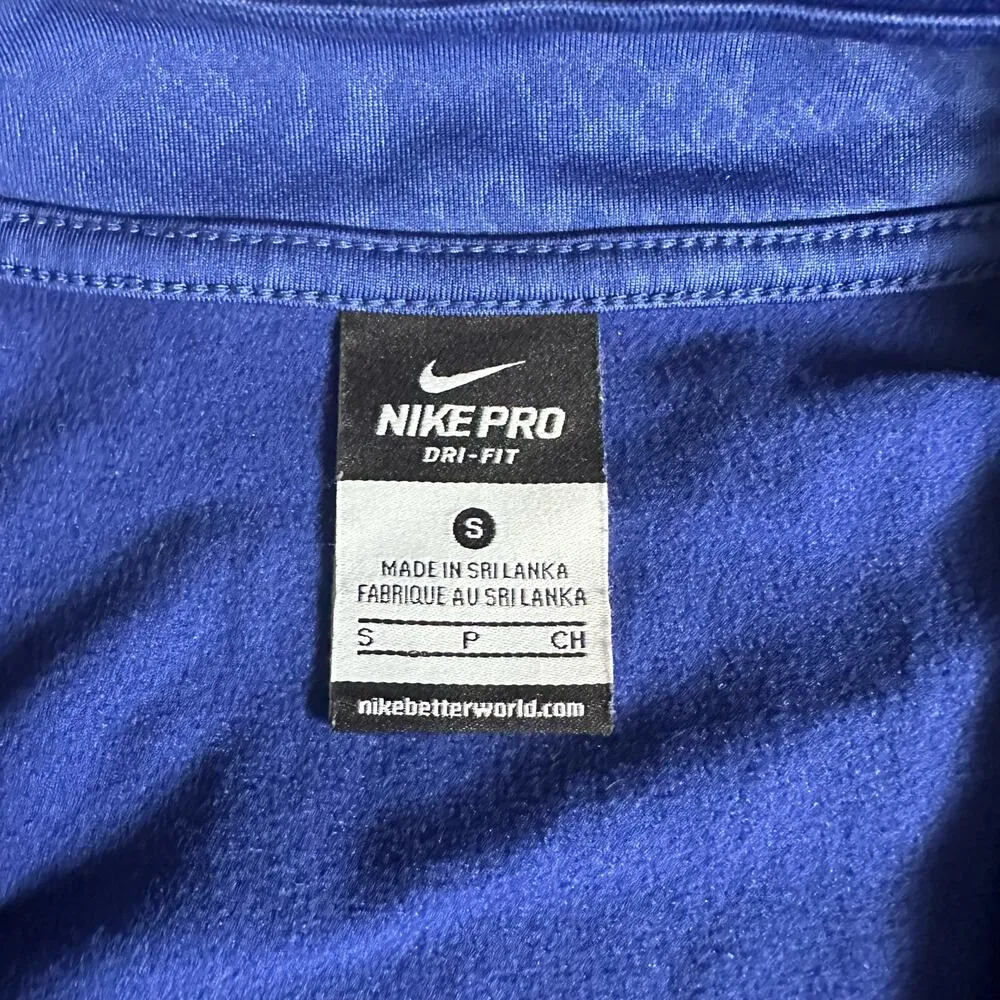 NIKE PRO
DRI-FIT
S
MADE IN SRI LANKA
FABRIQUE AU SRI LANKA
S P CH
nikebetterworld.com